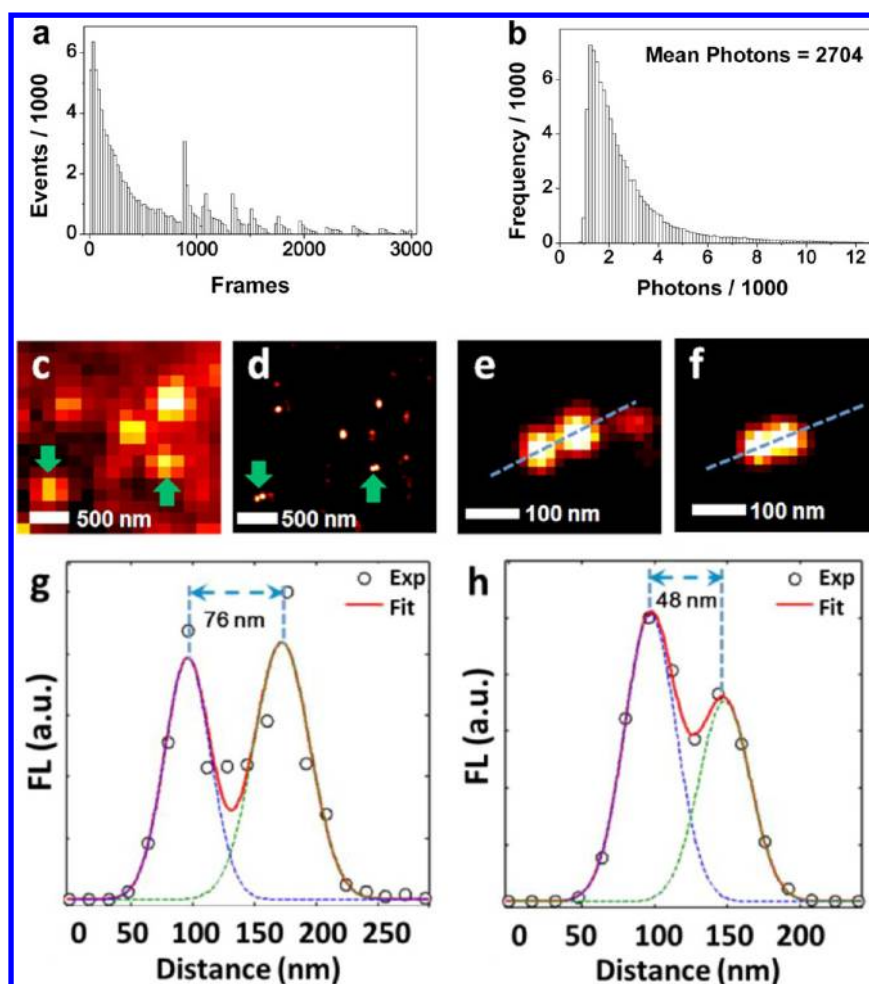 a
Events / 1000
6
4
2
0
0 1000 2000 3000
Frames
b
Mean Photons = 2704
Frequency / 1000
6
4
2
0
0 2 4 6 8 10 12
Photons / 1000
c
500 nm
d
500 nm
e
100 nm
f
100 nm
g
76 nm
Exp
Fit
FL (a.u.)
0 50 100 150 200 250
Distance (nm)
h
48 nm
Exp
Fit
FL (a.u.)
0 50 100 150 200
Distance (nm)